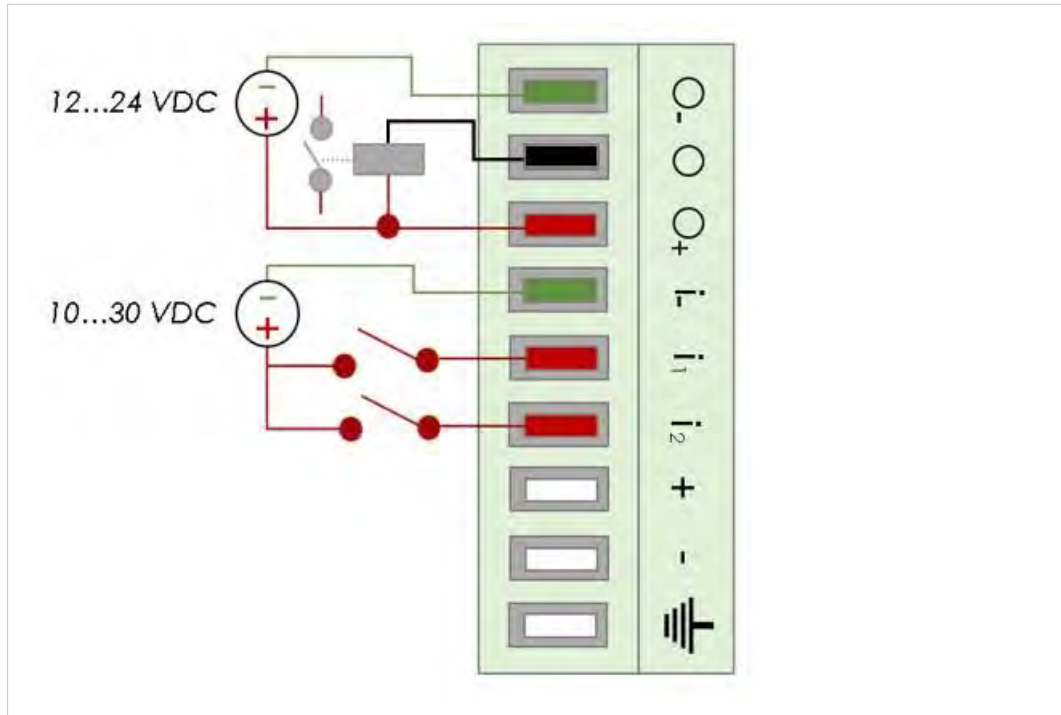 12...24 VDC
10...30 VDC
-
+
-
+
O-
O
O+
i-
i1
i2
+
-